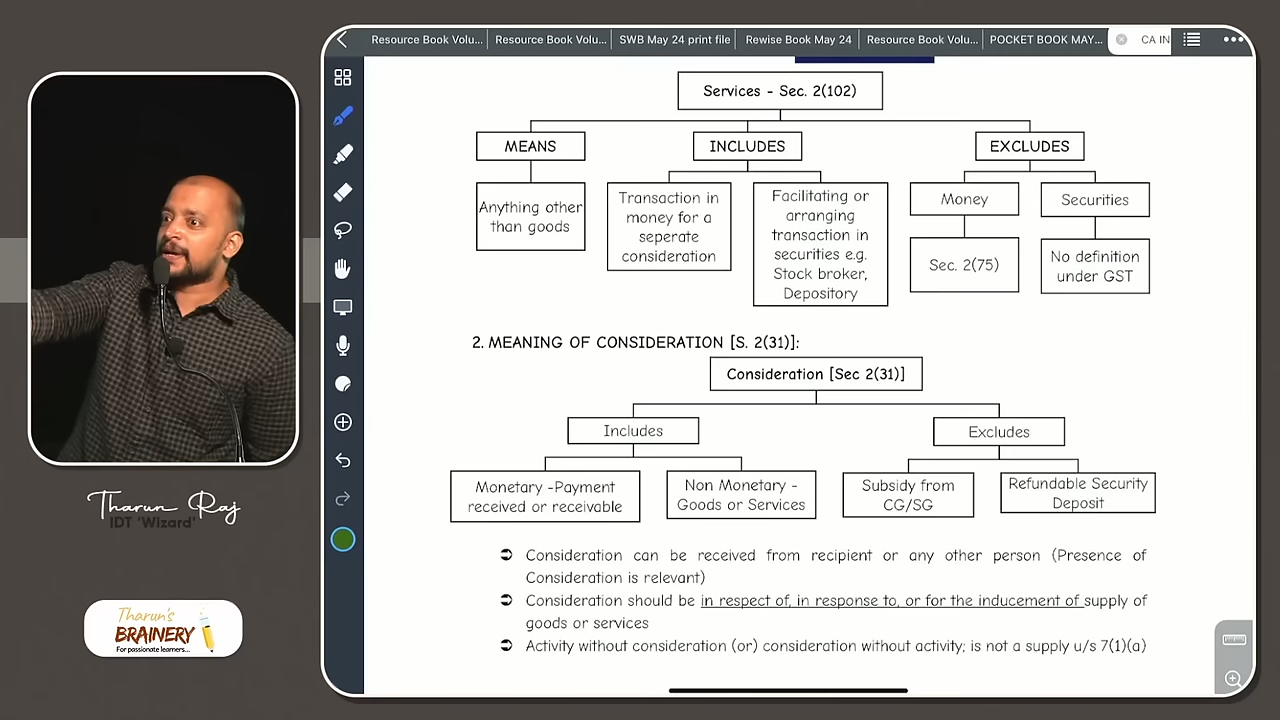 Resource Book Volu...
Resource Book Volu...
SWB May 24 print file
Rewise Book May 24
Resource Book Volu...
POCKET BOOK MAY...
CA IN
Services - Sec. 2(102)
MEANS
INCLUDES
EXCLUDES
Anything other
than goods
Transaction in
money for a
seperate
consideration
Facilitating or
arranging
transaction in
securities e.g.
Stock broker,
Depository
Money
Sec. 2(75)
Securities
No definition
under GST
2. MEANING OF CONSIDERATION [S. 2(31)]:
Consideration [Sec 2(31)]
Includes
Excludes
Monetary -Payment
received or receivable
Non Monetary -
Goods or Services
Subsidy from
CG/SG
Refundable Security
Deposit
➲ Consideration can be received from recipient or any other person (Presence of
Consideration is relevant)
➲ Consideration should be in respect of, in response to, or for the inducement of supply of
goods or services
➲ Activity without consideration (or) consideration without activity; is not a supply u/s 7(1)(a)
Tharun Raj
IDT 'Wizard'
Tharun's
BRAINERY
For passionate learners...